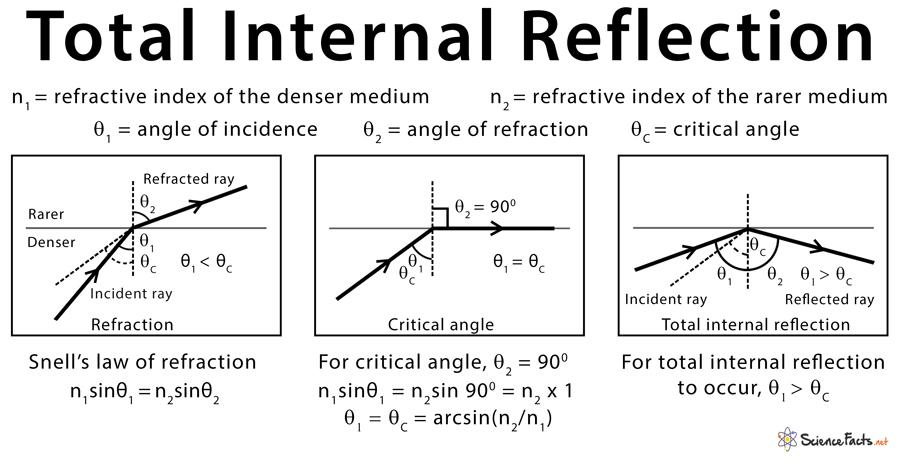 Total Internal Reflection
n₁ = refractive index of the denser medium
n₂ = refractive index of the rarer medium
θ₁ = angle of incidence
θ₂ = angle of refraction
θC = critical angle
Refracted ray
θ₂
Rarer
Denser
θ₁
θC
θ₁ < θC
Incident ray
Refraction
θ₂ = 90⁰
θ₁
θC
θ₁ = θC
Critical angle
θC
θ₁
θ₂
θ₁ > θC
Incident ray
Reflected ray
Total internal reflection
Snell's law of refraction
n₁sinθ₁ = n₂sinθ₂
For critical angle, θ₂ = 90⁰
n₁sinθ₁ = n₂sin 90⁰ = n₂ x 1
θ₁ = θC = arcsin(n₂/n₁)
For total internal reflection
to occur, θ₁ > θC
ScienceFacts.net